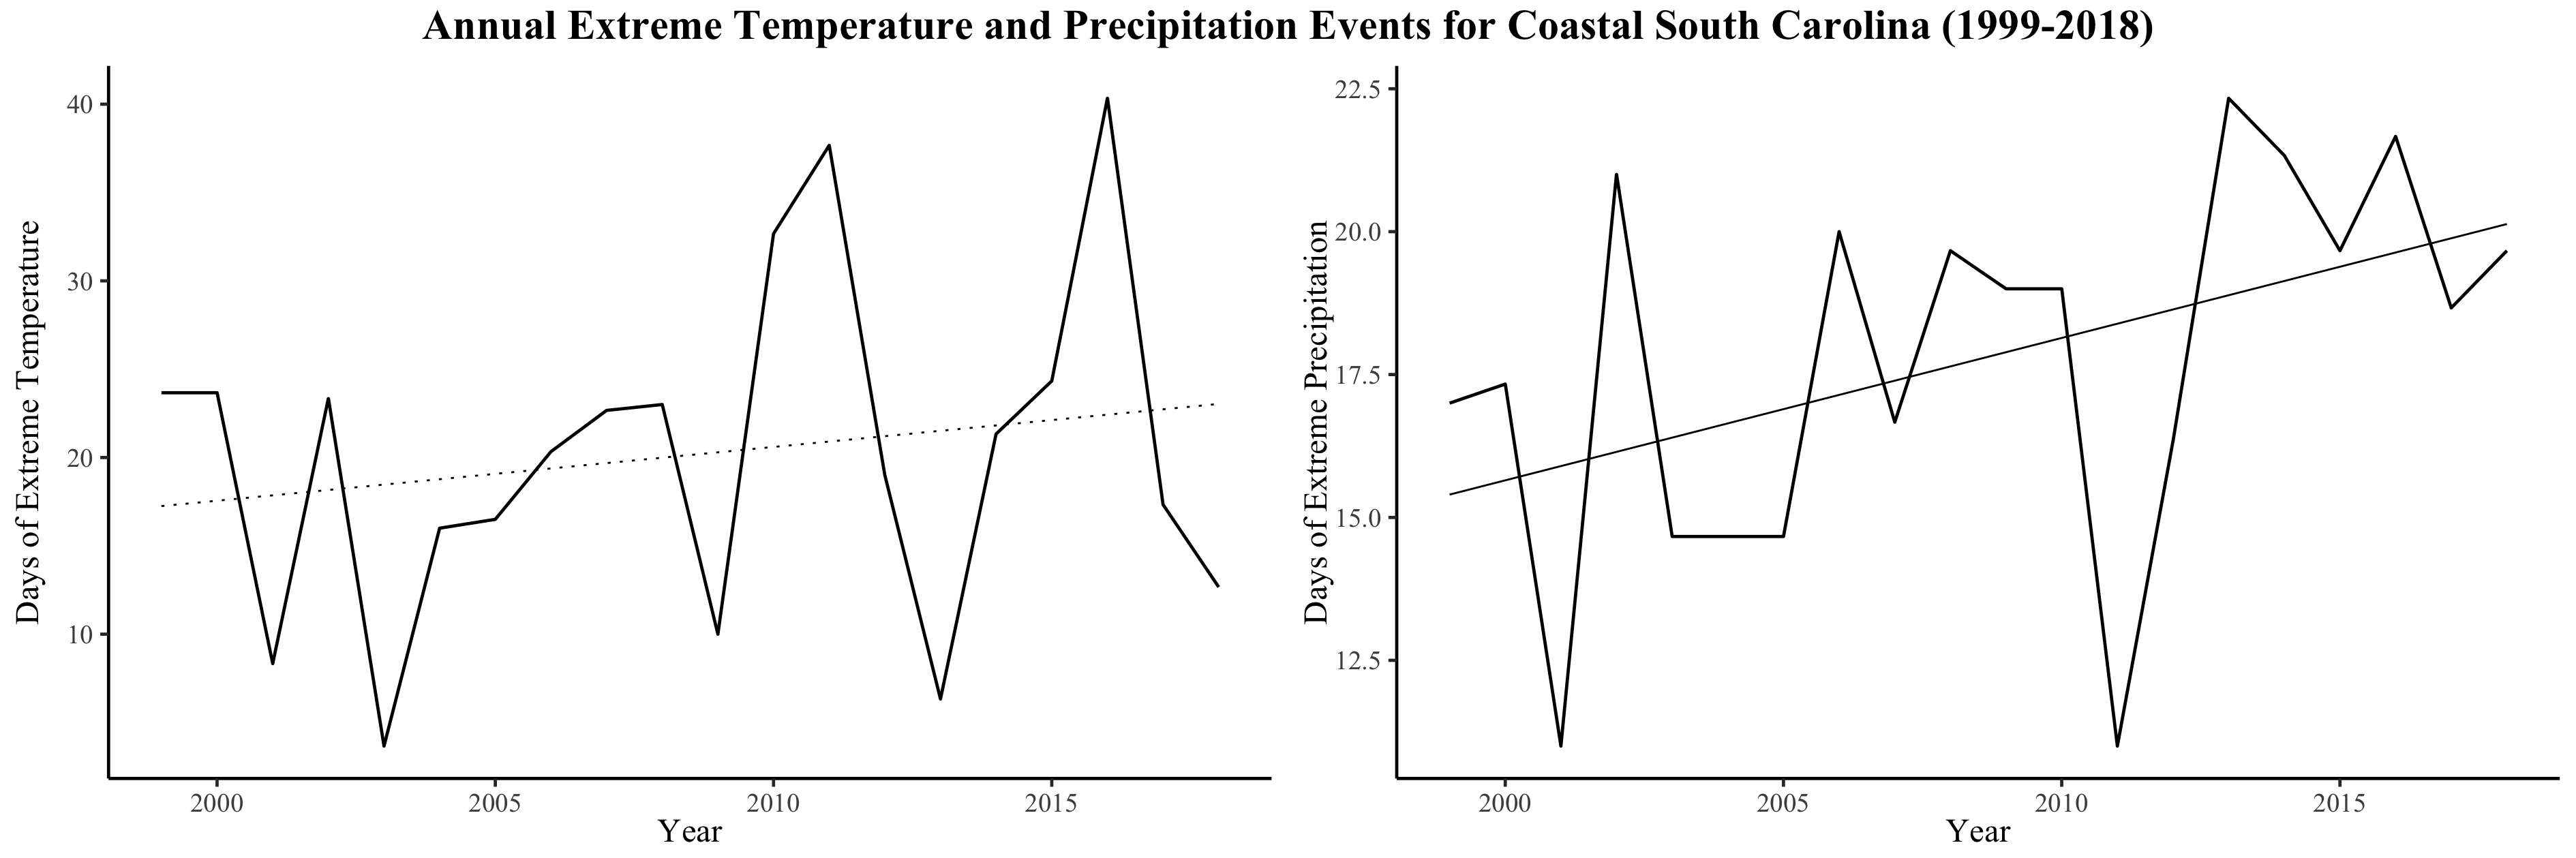 Annual Extreme Temperature and Precipitation Events for Coastal South Carolina (1999-2018)
Days of Extreme Temperature
40
30
20
10
2000 2005 2010 2015
Year
Days of Extreme Precipitation
22.5
20.0
17.5
15.0
12.5
2000 2005 2010 2015
Year